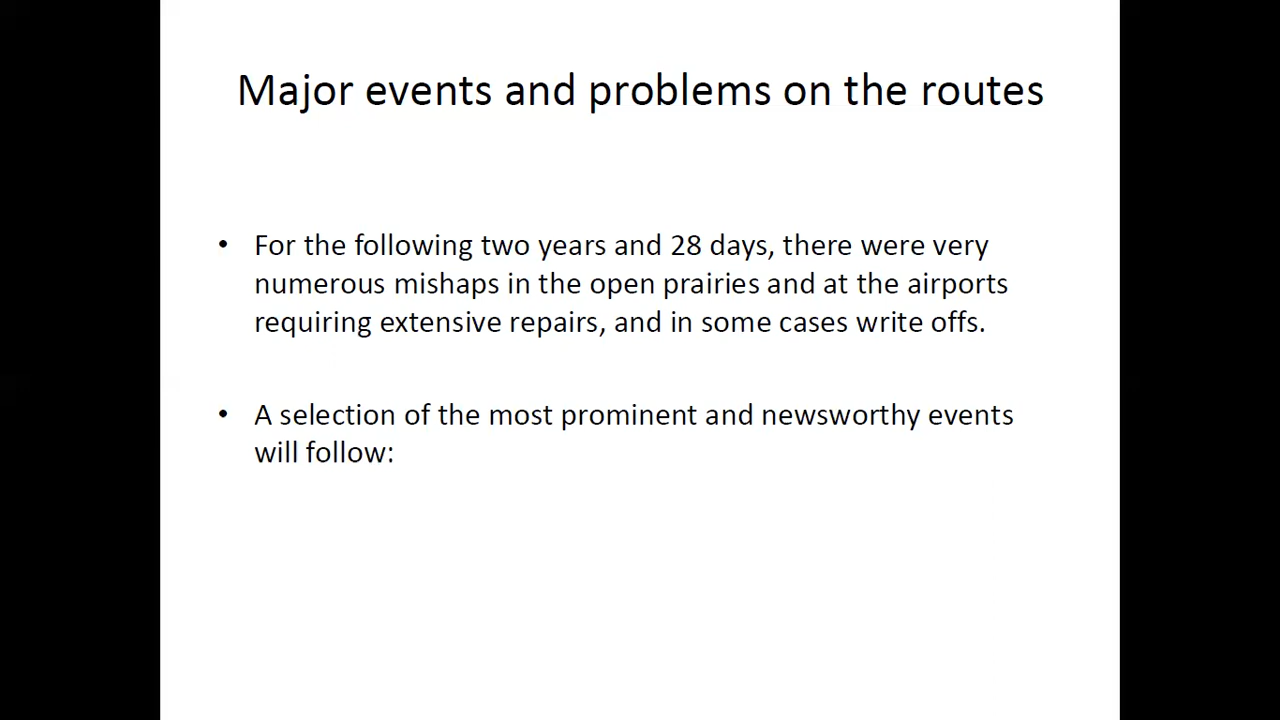 Major events and problems on the routes
• For the following two years and 28 days, there were very
numerous mishaps in the open prairies and at the airports
requiring extensive repairs, and in some cases write offs.
• A selection of the most prominent and newsworthy events
will follow: